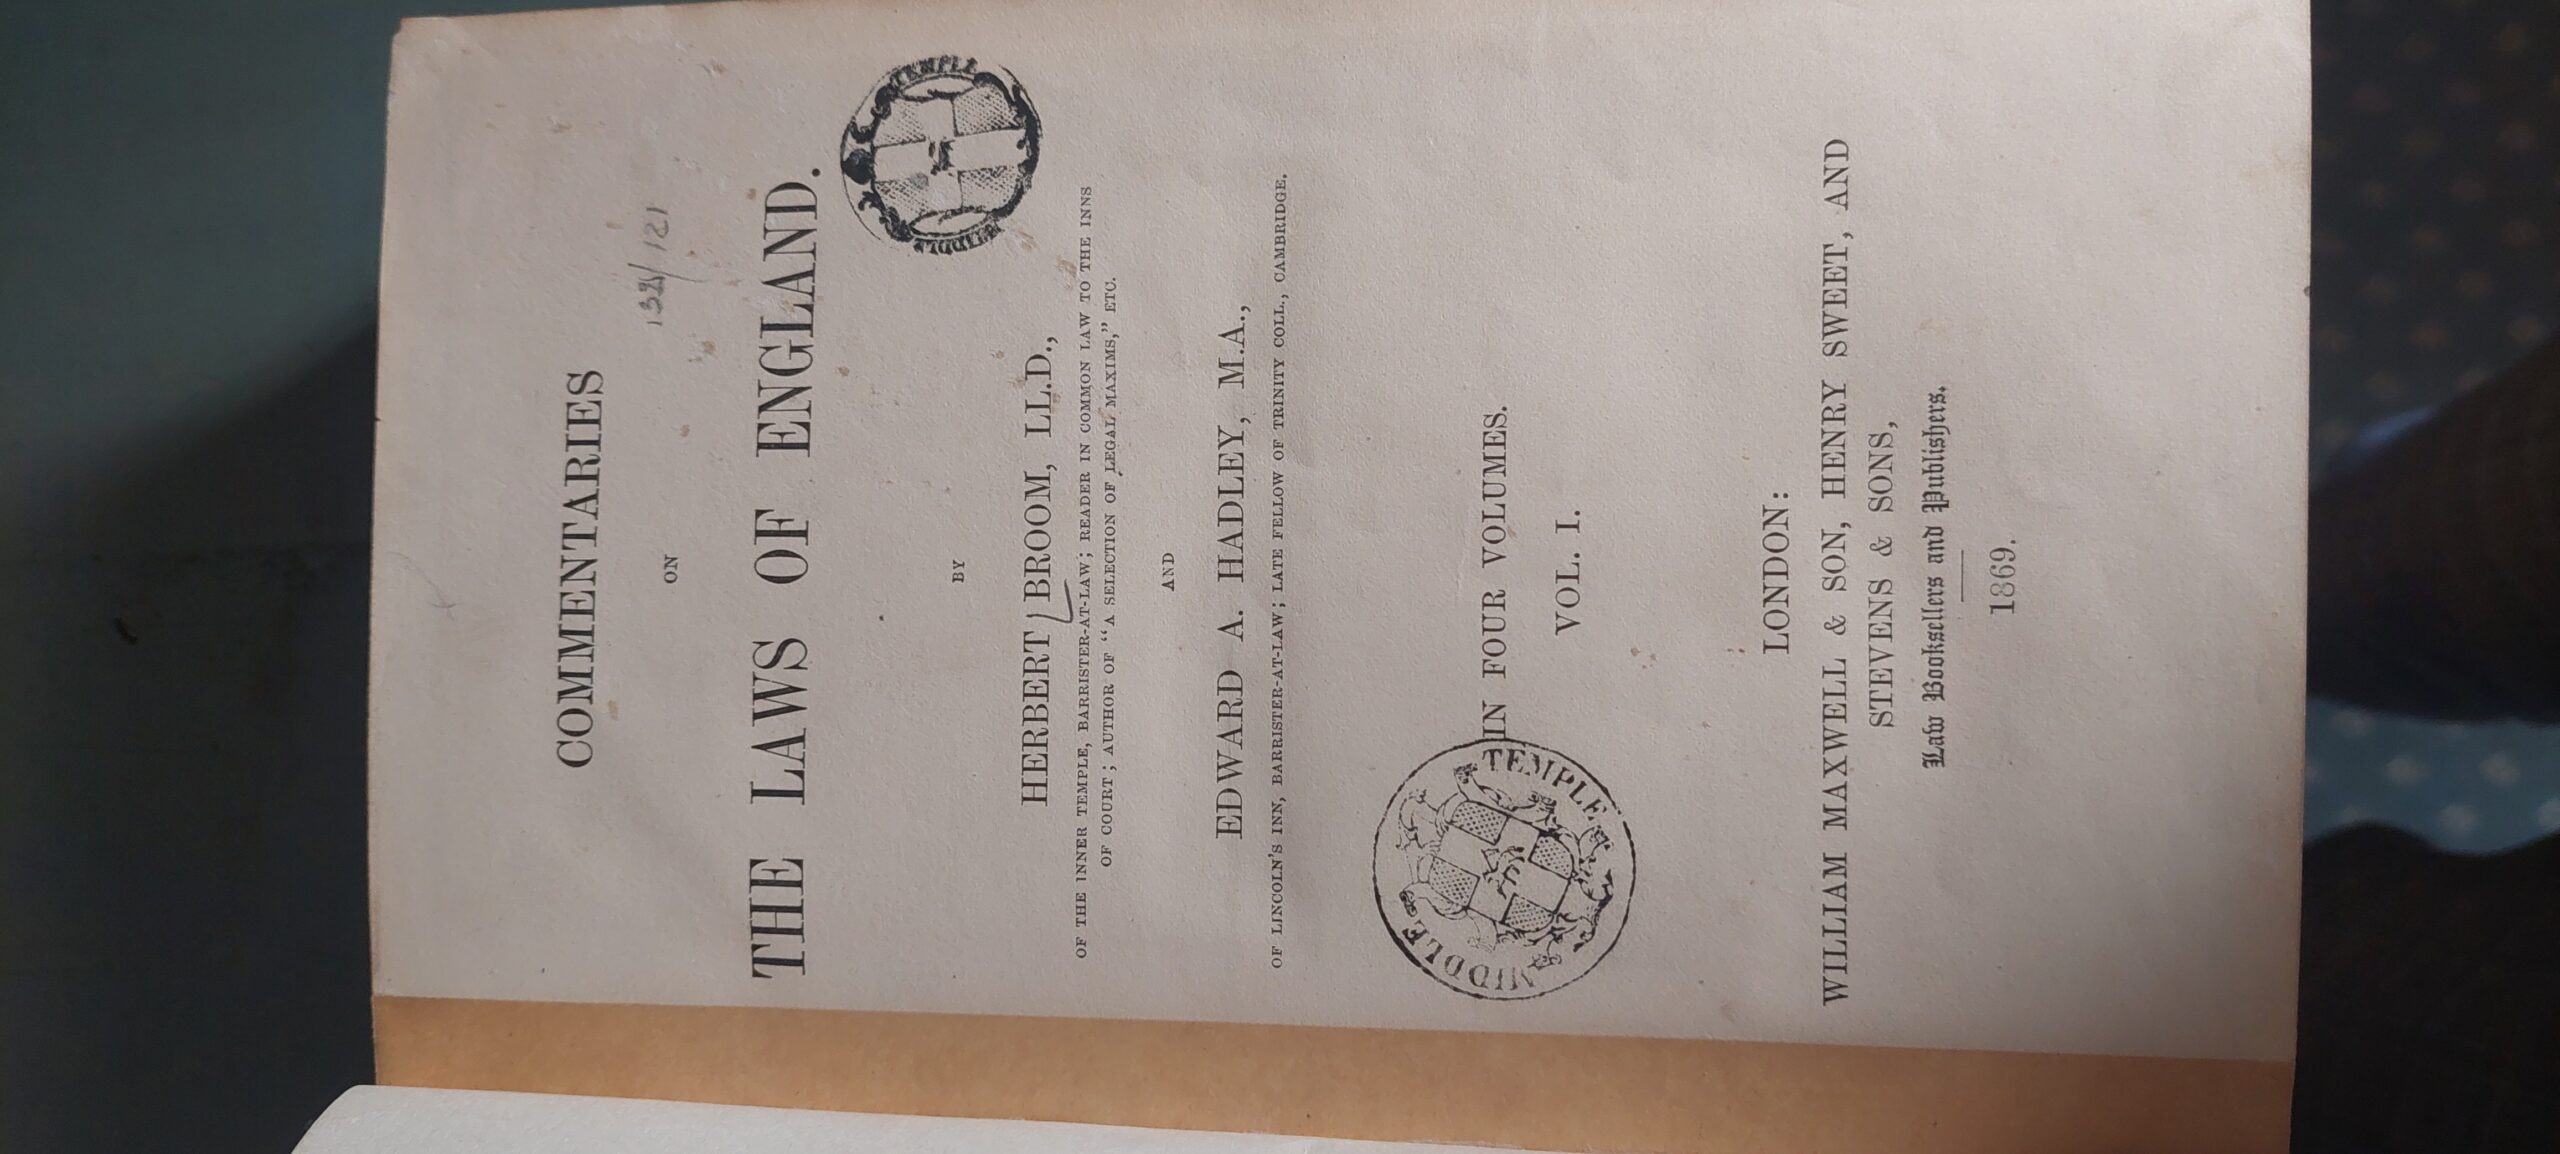 COMMENTARIES
ON
THE LAWS OF ENGLAND.
BY
HERBERT BROOM, LL.D.,
OF THE INNER TEMPLE, BARRISTER-AT-LAW; READER IN COMMON LAW TO THE INNS
OF COURT; AUTHOR OF "A SELECTION OF LEGAL MAXIMS," ETC.
AND
EDWARD A. HADLEY, M.A.,
OF LINCOLN'S INN, BARRISTER-AT-LAW; LATE FELLOW OF TRINITY COLL., CAMBRIDGE.
IN FOUR VOLUMES.
VOL. I.
MIDDLE TEMPLE
MIDDLE TEMPLE
LONDON:
WILLIAM MAXWELL & SON, HENRY SWEET, AND
STEVENS & SONS,
Law Booksellers and Publishers.
1869.